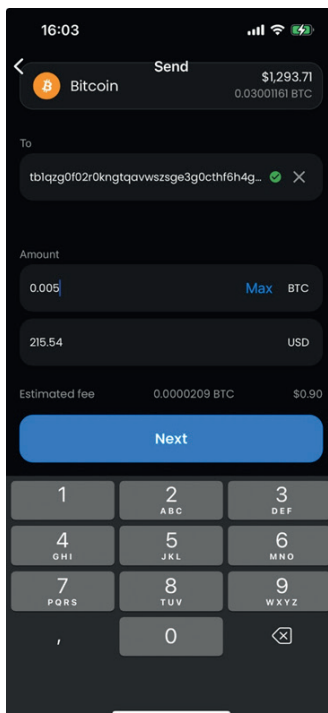 16:03
Send
Bitcoin
$1,293.71
0.03001161 BTC
To
tb1qzg0f02r0kngtqavwszsge3g0cthf6h4g...
Amount
0.005 Max BTC
215.54 USD
Estimated fee 0.0000209 BTC $0.90
Next
1
2 ABC
3 DEF
4 GHI
5 JKL
6 MNO
7 PQRS
8 TUV
9 WXYZ
,
0